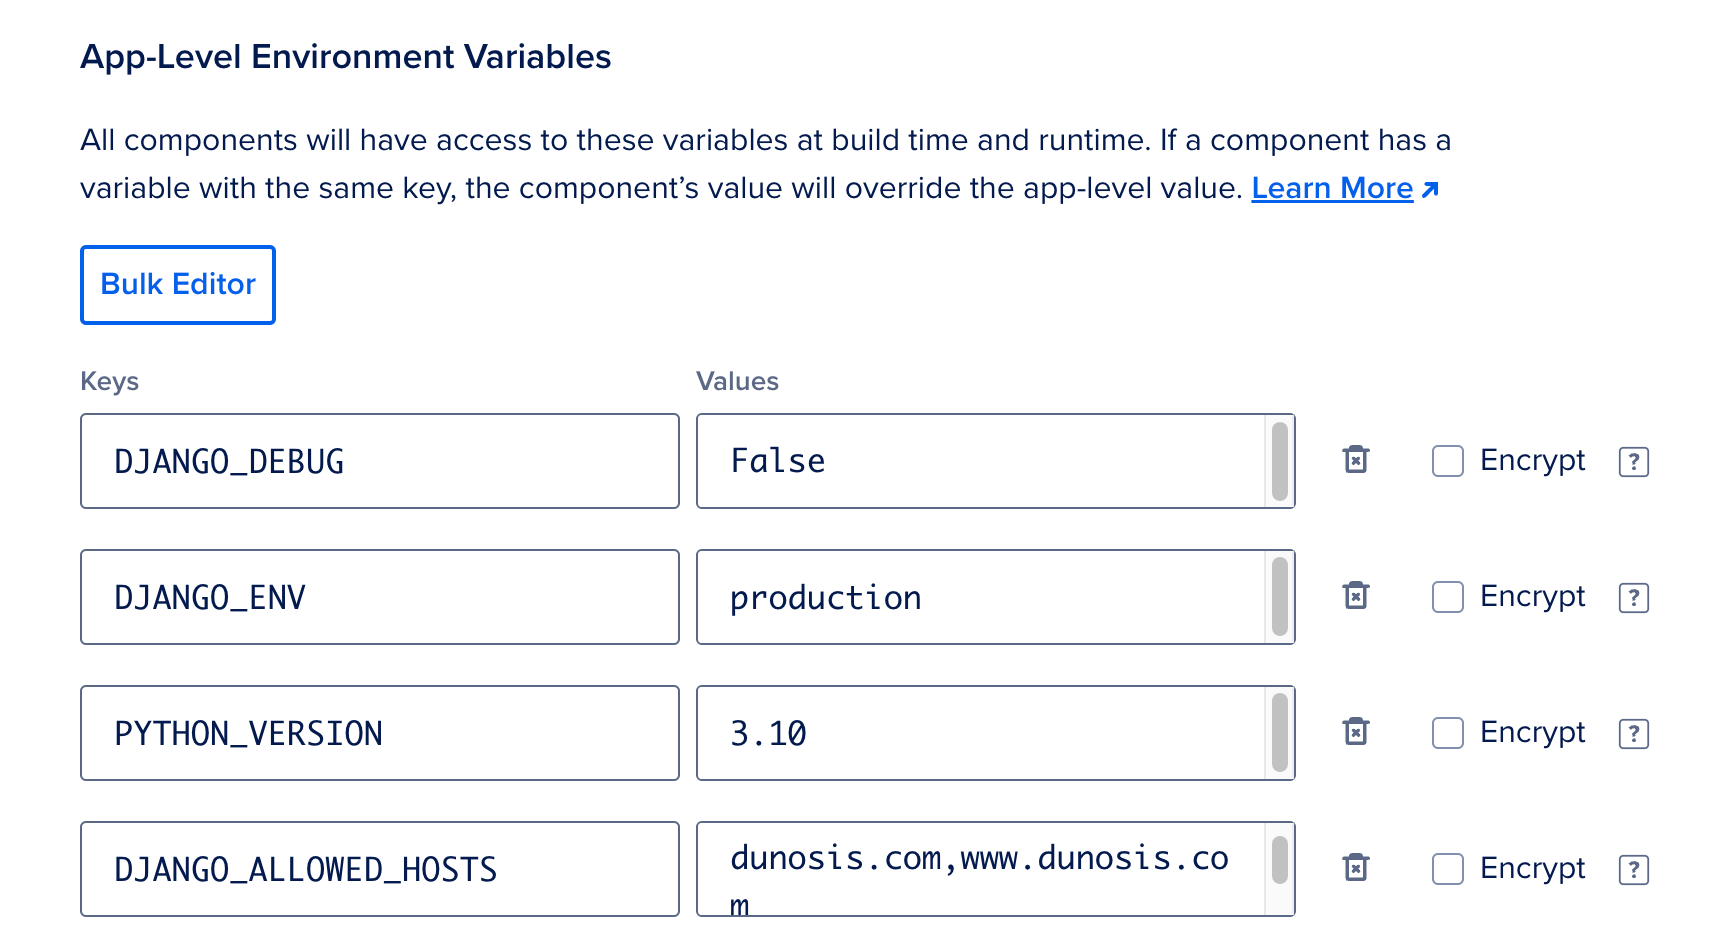 App-Level Environment Variables
All components will have access to these variables at build time and runtime. If a component has a
variable with the same key, the component’s value will override the app-level value. Learn More
Bulk Editor
Keys Values
DJANGO_DEBUG False Encrypt ?
DJANGO_ENV production Encrypt ?
PYTHON_VERSION 3.10 Encrypt ?
DJANGO_ALLOWED_HOSTS dunosis.com,www.dunosis.co Encrypt ?
m